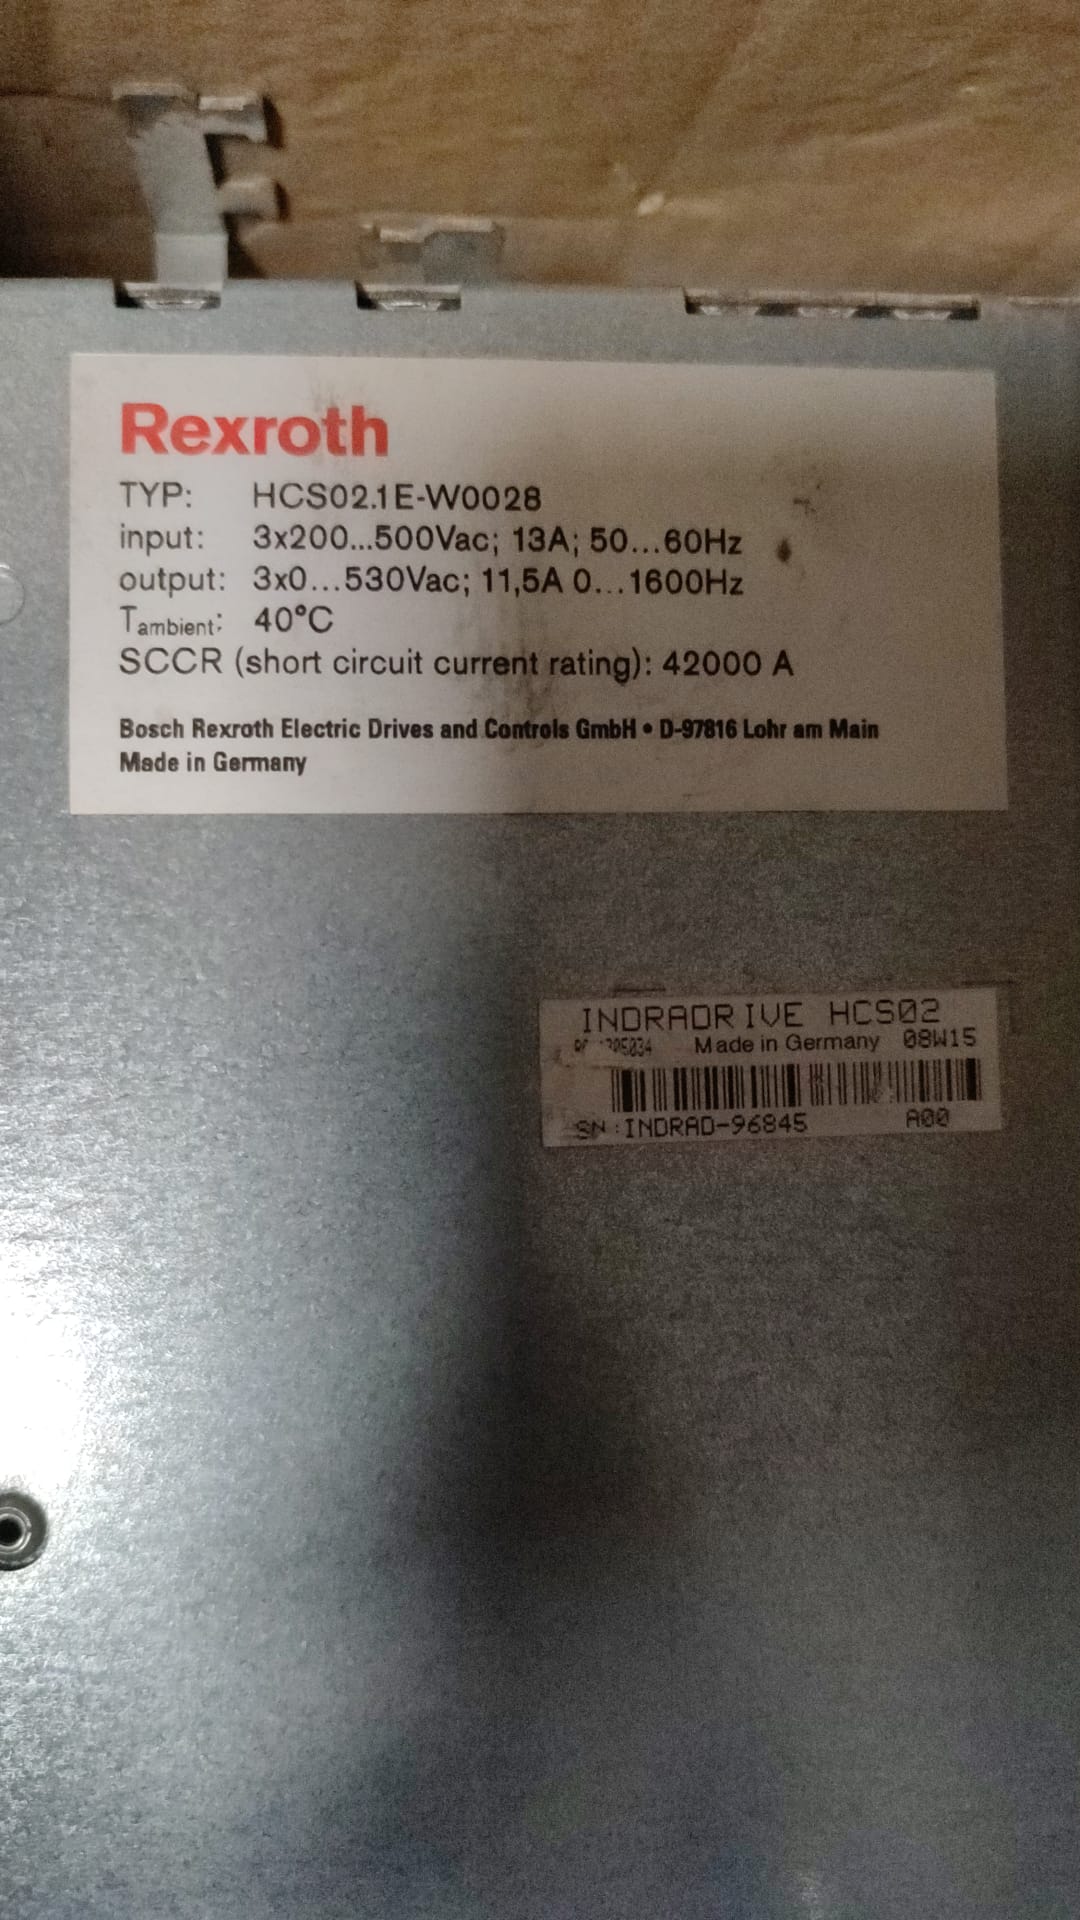 Rexroth
TYP: HCS02.1E-W0028
input: 3x200...500Vac; 13A; 50...60Hz
output: 3x0...530Vac; 11,5A 0...1600Hz
Tambient: 40°C
SCCR (short circuit current rating): 42000 A
Bosch Rexroth Electric Drives and Controls GmbH • D-97816 Lohr am Main
Made in Germany
INDRADRIVE HCS02
Made in Germany 08W15
SN:INDRAD-96845 A00